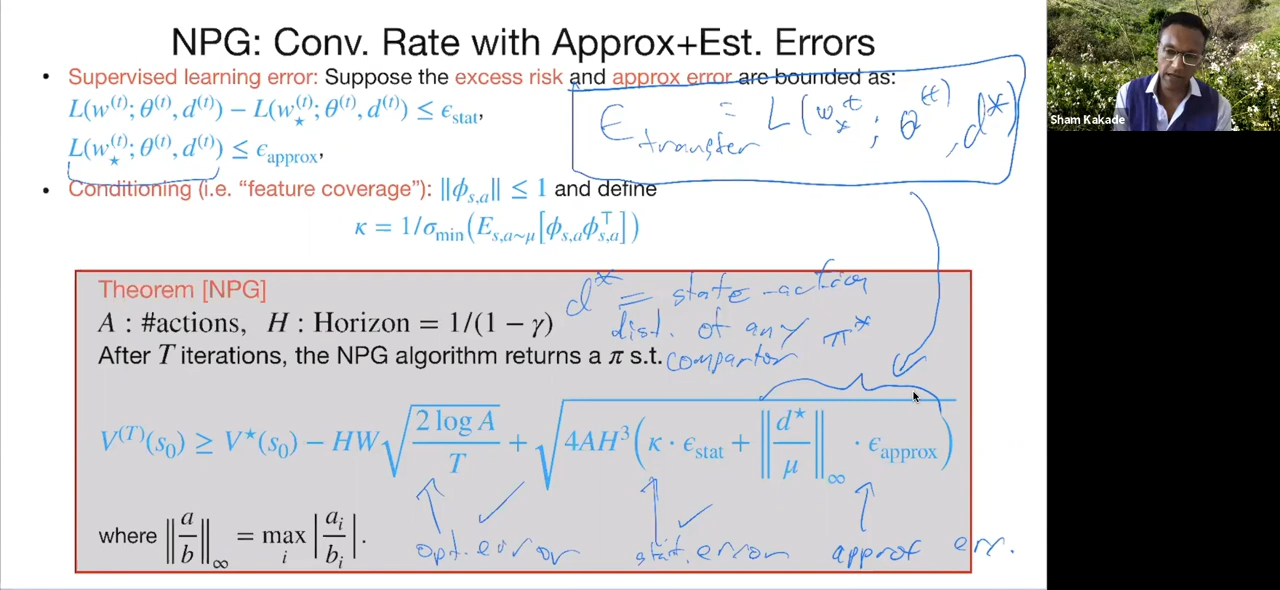 NPG: Conv. Rate with Approx+Est. Errors
• Supervised learning error: Suppose the excess risk and approx error are bounded as:
L(w^(t); θ^(t), d^(t)) − L(w_⋆^(t); θ^(t), d^(t)) ≤ ϵ_stat,
L(w_⋆^(t); θ^(t), d^(t)) ≤ ϵ_approx,
ϵ_transfer = L(w_*^t; θ^(t), d*)
• Conditioning (i.e. “feature coverage”): ||ϕ_s,a|| ≤ 1 and define
κ = 1/σ_min(E_s,a∼μ[ϕ_s,a ϕ_s,a^⊤])
Theorem [NPG]
d* = state-action
A : #actions, H : Horizon = 1/(1 − γ)
dist. of any π*
After T iterations, the NPG algorithm returns a π s.t.
compartor
V^(T)(s_0) ≥ V^⋆(s_0) − HW√(2 log A / T) + √(4AH^3(κ · ϵ_stat + ||d^⋆/μ||_∞ · ϵ_approx))
where ||a/b||_∞ = max_i |a_i/b_i|.
opt. error
stat. error
approx err.
Sham Kakade